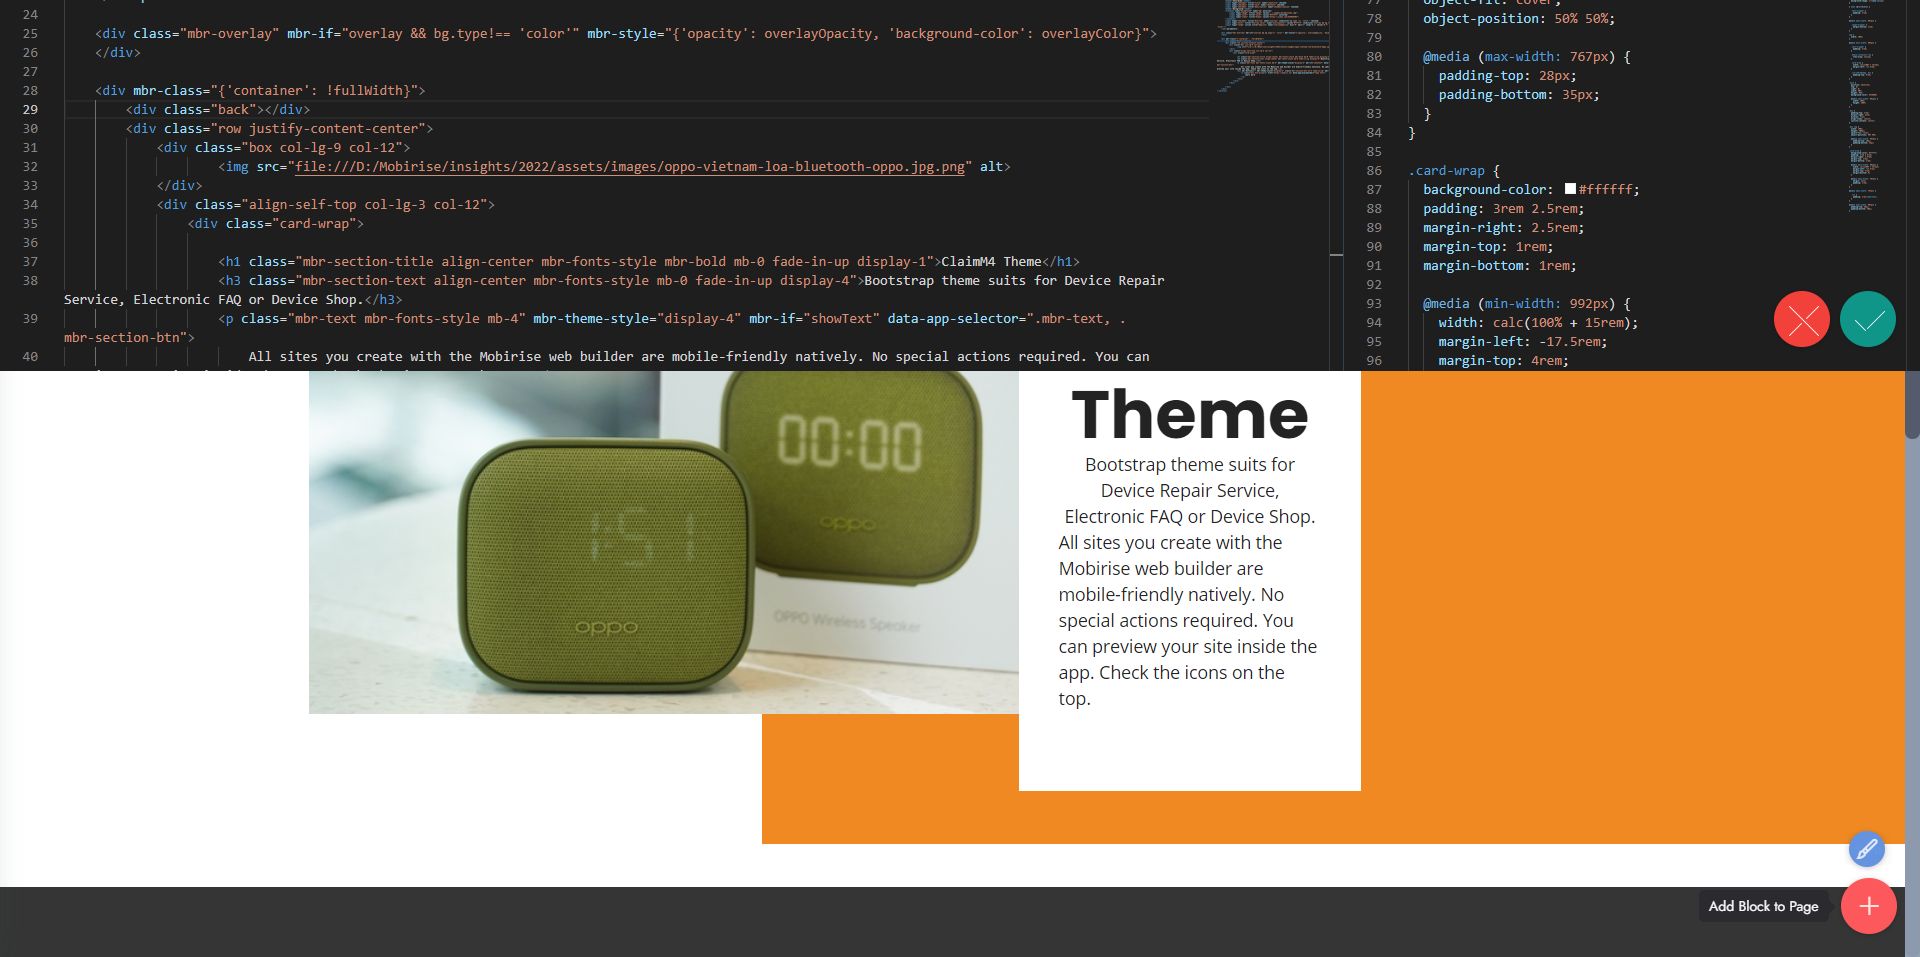 24
25 <div class="mbr-overlay" mbr-if="overlay && bg.type!== 'color'" mbr-style="{'opacity': overlayOpacity, 'background-color': overlayColor}">
26 </div>
27
28 <div mbr-class="{'container': !fullWidth}">
29 <div class="back"></div>
30 <div class="row justify-content-center">
31 <div class="box col-lg-9 col-12">
32 <img src="file:///D:/Mobirise/insights/2022/assets/images/oppo-vietnam-loa-bluetooth-oppo.jpg.png" alt>
33 </div>
34 <div class="align-self-top col-lg-3 col-12">
35 <div class="card-wrap">
36
37 <h1 class="mbr-section-title align-center mbr-fonts-style mbr-bold mb-0 fade-in-up display-1">ClaimM4 Theme</h1>
38 <h3 class="mbr-section-text align-center mbr-fonts-style mb-0 fade-in-up display-4">Bootstrap theme suits for Device Repair
Service, Electronic FAQ or Device Shop.</h3>
39 <p class="mbr-text mbr-fonts-style mb-4" mbr-theme-style="display-4" mbr-if="showText" data-app-selector=".mbr-text, .
mbr-section-btn">
40 All sites you create with the Mobirise web builder are mobile-friendly natively. No special actions required. You can
77 object-fit: cover;
78 object-position: 50% 50%;
79
80 @media (max-width: 767px) {
81 padding-top: 28px;
82 padding-bottom: 35px;
83 }
84 }
85
86 .card-wrap {
87 background-color: #ffffff;
88 padding: 3rem 2.5rem;
89 margin-right: 2.5rem;
90 margin-top: 1rem;
91 margin-bottom: 1rem;
92
93 @media (min-width: 992px) {
94 width: calc(100% + 15rem);
95 margin-left: -17.5rem;
96 margin-top: 4rem;
00:00
oppo
oppo
OPPO Wireless Speaker
Theme
Bootstrap theme suits for
Device Repair Service,
Electronic FAQ or Device Shop.
All sites you create with the
Mobirise web builder are
mobile-friendly natively. No
special actions required. You
can preview your site inside the
app. Check the icons on the
top.
Add Block to Page